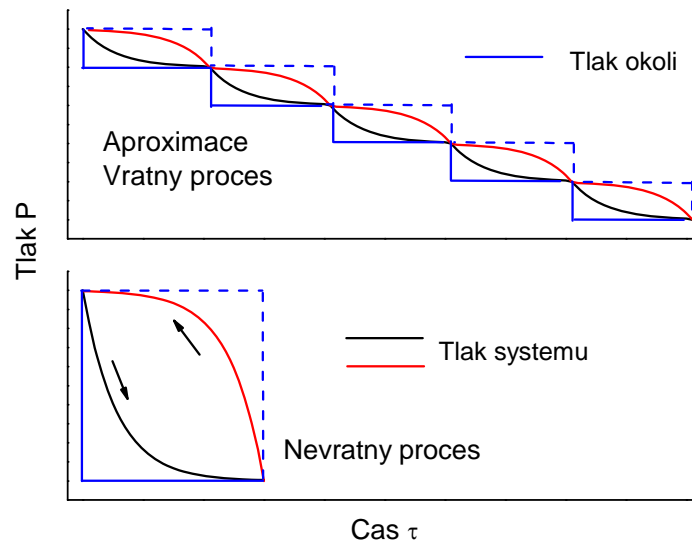 Tlak okoli
Aproximace
Vratny proces
Tlak P
Tlak systemu
Nevratny proces
Cas τ